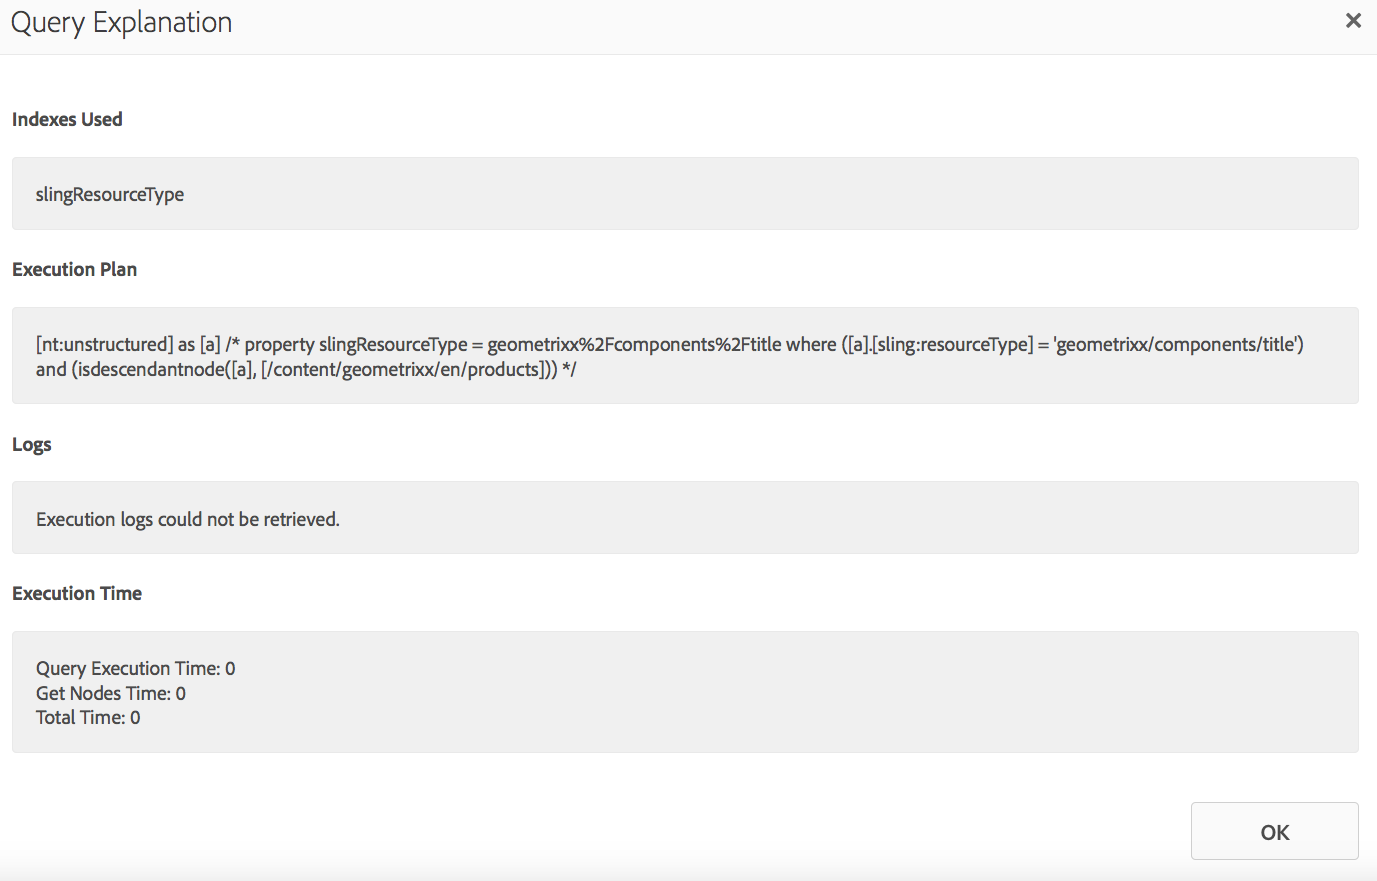 Query Explanation
Indexes Used
slingResourceType
Execution Plan
[nt:unstructured] as [a] /* property slingResourceType = geometrixx%2Fcomponents%2Ftitle where ([a].[sling:resourceType] = 'geometrixx/components/title')
and (isdescendantnode([a], [/content/geometrixx/en/products])) */
Logs
Execution logs could not be retrieved.
Execution Time
Query Execution Time: 0
Get Nodes Time: 0
Total Time: 0
OK